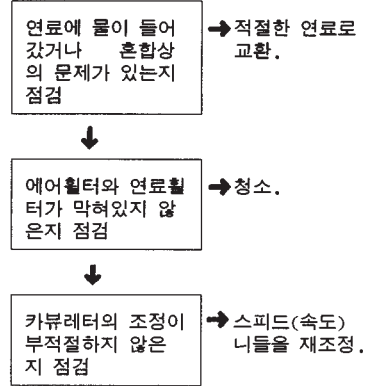 연료에 물이 들어
갔거나 혼합상
의 문제가 있는지
점검
적절한 연료로
교환.
에어휠터와 연료휠
터가 막혀있지 않
은지 점검
청소.
카뷰레터의 조정이
부적절하지 않은
지 점검
스피드(속도)
니들을 재조정.